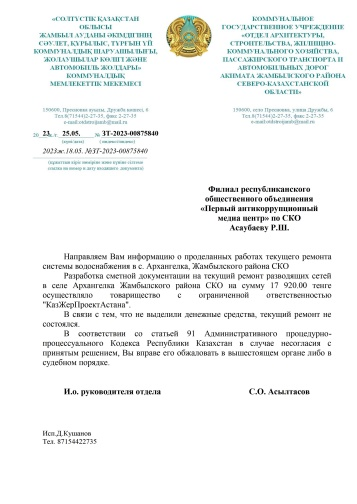 «СОЛТҮСТІК ҚАЗАҚСТАН
ОБЛЫСЫ
ЖАМБЫЛ АУДАНЫ ӘКІМДІГІНІҢ
СӘУЛЕТ, ҚҰРЫЛЫС, ТҰРҒЫН ҮЙ
КОММУНАЛДЫҚ ШАРУАШЫЛЫҒЫ,
ЖОЛАУШЫЛАР КӨЛІГІ ЖӘНЕ
АВТОМОБИЛЬ ЖОЛДАРЫ»
КОММУНАЛДЫҚ
МЕМЛЕКЕТТІК МЕКЕМЕСІ
КОММУНАЛЬНОЕ
ГОСУДАРСТВЕННОЕ УЧРЕЖДЕНИЕ
«ОТДЕЛ АРХИТЕКТУРЫ,
СТРОИТЕЛЬСТВА, ЖИЛИЩНО-
КОММУНАЛЬНОГО ХОЗЯЙСТВА,
ПАССАЖИРСКОГО ТРАНСПОРТА И
АВТОМОБИЛЬНЫХ ДОРОГ
АКИМАТА ЖАМБЫЛСКОГО РАЙОНА
СЕВЕРО-КАЗАХСТАНСКОЙ
ОБЛАСТИ»
150600, Пресновка ауылы, Дружба көшесі, 6
Тел.8(71544)2-27-35, факс 2-27-35
e-mail:otdstroijamb@mail.ru
150600, село Пресновка, улица Дружбы, 6
Тел.8(71544)2-27-35, факс 2-27-35
e-mail:otdstroijamb@mail.ru
20 23 г. 25.05. № ЗТ-2023-00875840
2023ж.18.05. №ЗТ-2023-00875840
Филиал республиканского
общественного объединения
«Первый антикоррупционный
медиа центр» по СКО
Асаубаеву Р.Ш.
Направляем Вам информацию о проделанных работах текущего ремонта
системы водоснабжения в с. Архангелка, Жамбылского района СКО
Разработка сметной документации на текущий ремонт разводящих сетей
в селе Архангелка Жамбылского района СКО на сумму 17 920.00 тенге
осуществляло товарищество с ограниченной ответственностью
"КазЖерПроектАстана".
В связи с тем, что не выделили денежные средства, текущий ремонт не
состоялся.
В соответствии со статьей 91 Административного процедурно-
процессуального Кодекса Республики Казахстан в случае несогласия с
принятым решением, Вы вправе его обжаловать в вышестоящем органе либо в
судебном порядке.
И.о. руководителя отдела С.О. Асылтасов
Исп.Д.Кушанов
Тел. 87154422735